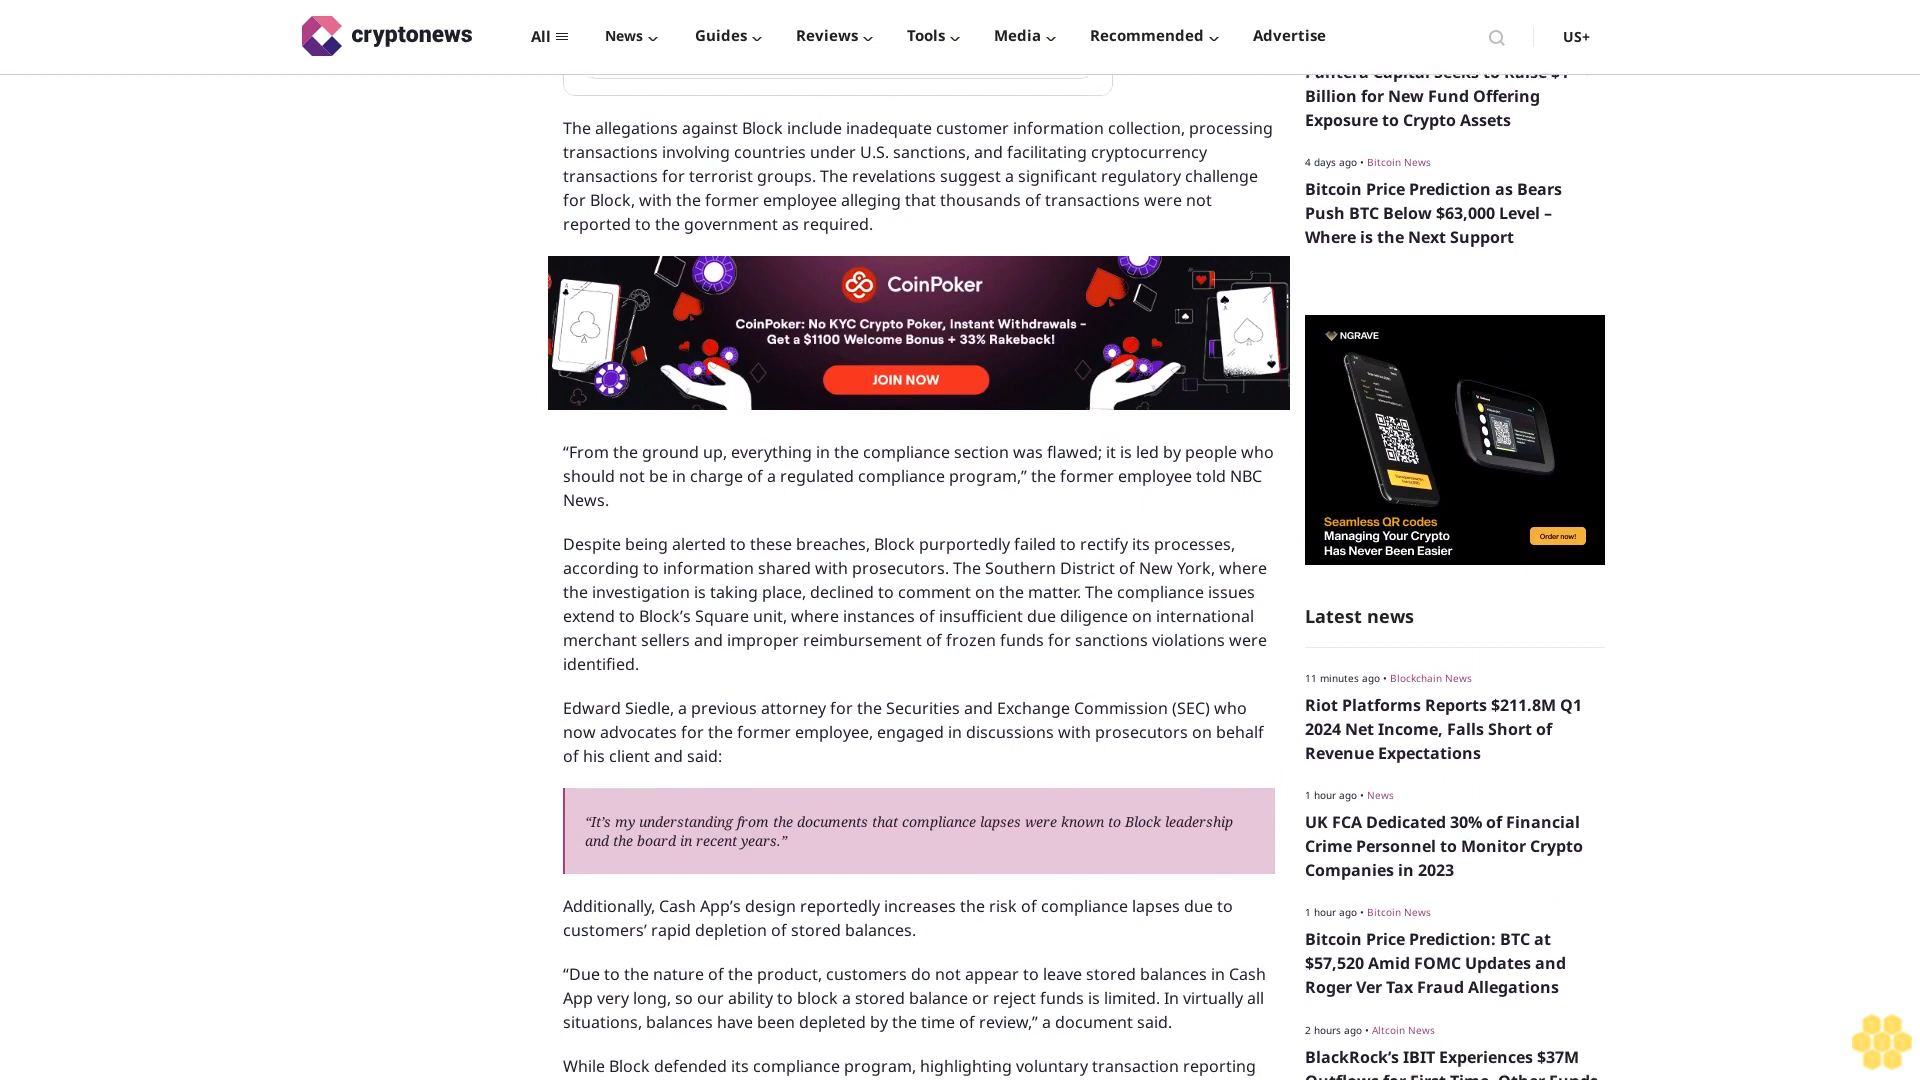 cryptonews
All
News
Guides
Reviews
Tools
Media
Recommended
Advertise
US+
The allegations against Block include inadequate customer information collection, processing
transactions involving countries under U.S. sanctions, and facilitating cryptocurrency
transactions for terrorist groups. The revelations suggest a significant regulatory challenge
for Block, with the former employee alleging that thousands of transactions were not
reported to the government as required.
CoinPoker
CoinPoker: No KYC Crypto Poker, Instant Withdrawals –
Get a $1100 Welcome Bonus + 33% Rakeback!
JOIN NOW
“From the ground up, everything in the compliance section was flawed; it is led by people who
should not be in charge of a regulated compliance program,” the former employee told NBC
News.
Despite being alerted to these breaches, Block purportedly failed to rectify its processes,
according to information shared with prosecutors. The Southern District of New York, where
the investigation is taking place, declined to comment on the matter. The compliance issues
extend to Block’s Square unit, where instances of insufficient due diligence on international
merchant sellers and improper reimbursement of frozen funds for sanctions violations were
identified.
Edward Siedle, a previous attorney for the Securities and Exchange Commission (SEC) who
now advocates for the former employee, engaged in discussions with prosecutors on behalf
of his client and said:
“It’s my understanding from the documents that compliance lapses were known to Block leadership
and the board in recent years.”
Additionally, Cash App’s design reportedly increases the risk of compliance lapses due to
customers’ rapid depletion of stored balances.
“Due to the nature of the product, customers do not appear to leave stored balances in Cash
App very long, so our ability to block a stored balance or reject funds is limited. In virtually all
situations, balances have been depleted by the time of review,” a document said.
While Block defended its compliance program, highlighting voluntary transaction reporting
Pantera Capital Seeks to Raise $1
Billion for New Fund Offering
Exposure to Crypto Assets
4 days ago • Bitcoin News
Bitcoin Price Prediction as Bears
Push BTC Below $63,000 Level –
Where is the Next Support
NGRAVE
Seamless QR codes
Managing Your Crypto
Has Never Been Easier
Order now!
Latest news
11 minutes ago • Blockchain News
Riot Platforms Reports $211.8M Q1
2024 Net Income, Falls Short of
Revenue Expectations
1 hour ago • News
UK FCA Dedicated 30% of Financial
Crime Personnel to Monitor Crypto
Companies in 2023
1 hour ago • Bitcoin News
Bitcoin Price Prediction: BTC at
$57,520 Amid FOMC Updates and
Roger Ver Tax Fraud Allegations
2 hours ago • Altcoin News
BlackRock’s IBIT Experiences $37M
Outflows for First Time, Other Funds